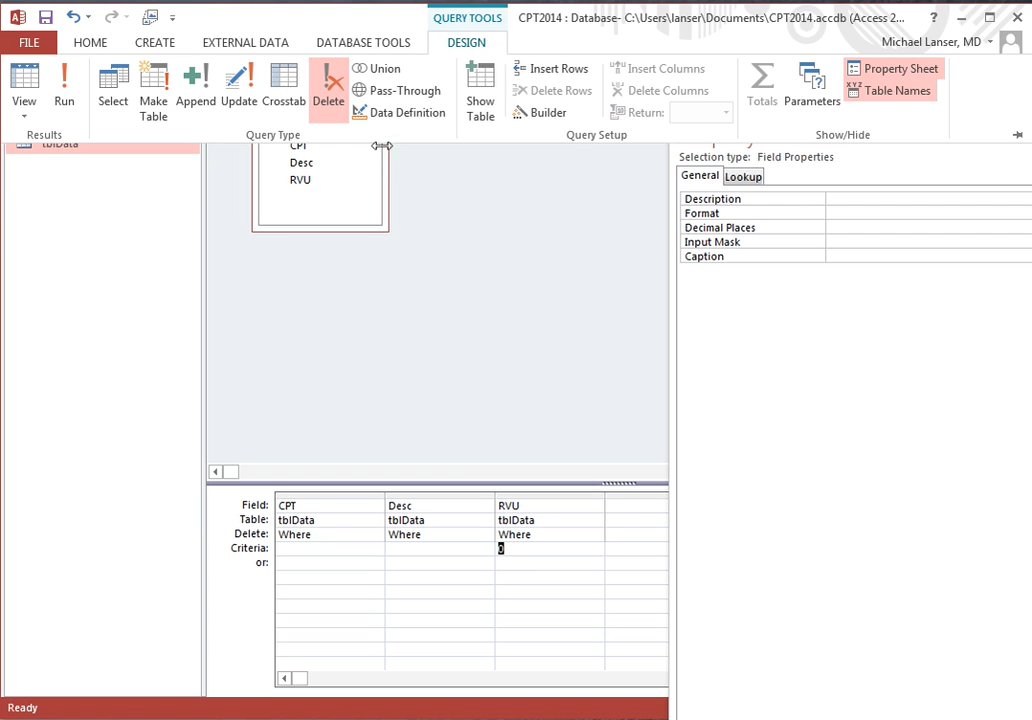 QUERY TOOLS CPT2014 : Database- C:\Users\lanser\Documents\CPT2014.accdb (Access 2... ?
FILE HOME CREATE EXTERNAL DATA DATABASE TOOLS DESIGN Michael Lanser, MD
View Run Select Make Table Append Update Crosstab Delete
Union
Pass-Through
Data Definition
Show Table
Insert Rows
Delete Rows
Builder
Insert Columns
Delete Columns
Return:
Totals Parameters
Property Sheet
Table Names
Results Query Type Query Setup Show/Hide
tblData
CPT
Desc
RVU
Selection type: Field Properties
General Lookup
Description
Format
Decimal Places
Input Mask
Caption
Field: CPT Desc RVU
Table: tblData tblData tblData
Delete: Where Where Where
Criteria: 0
or:
Ready